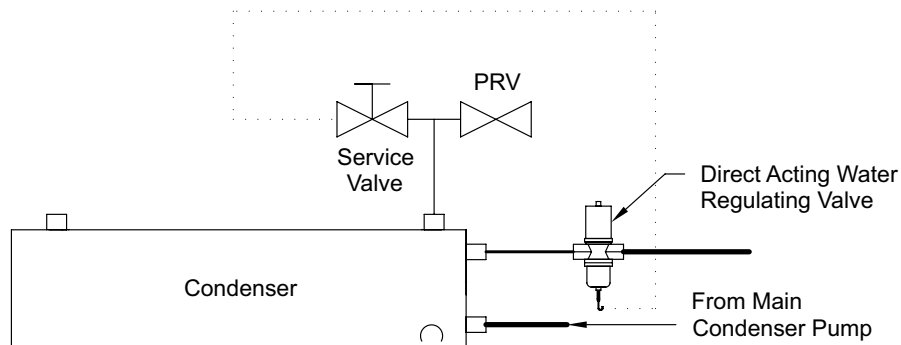 PRV
Service
Valve
Direct Acting Water
Regulating Valve
Condenser
From Main
Condenser Pump